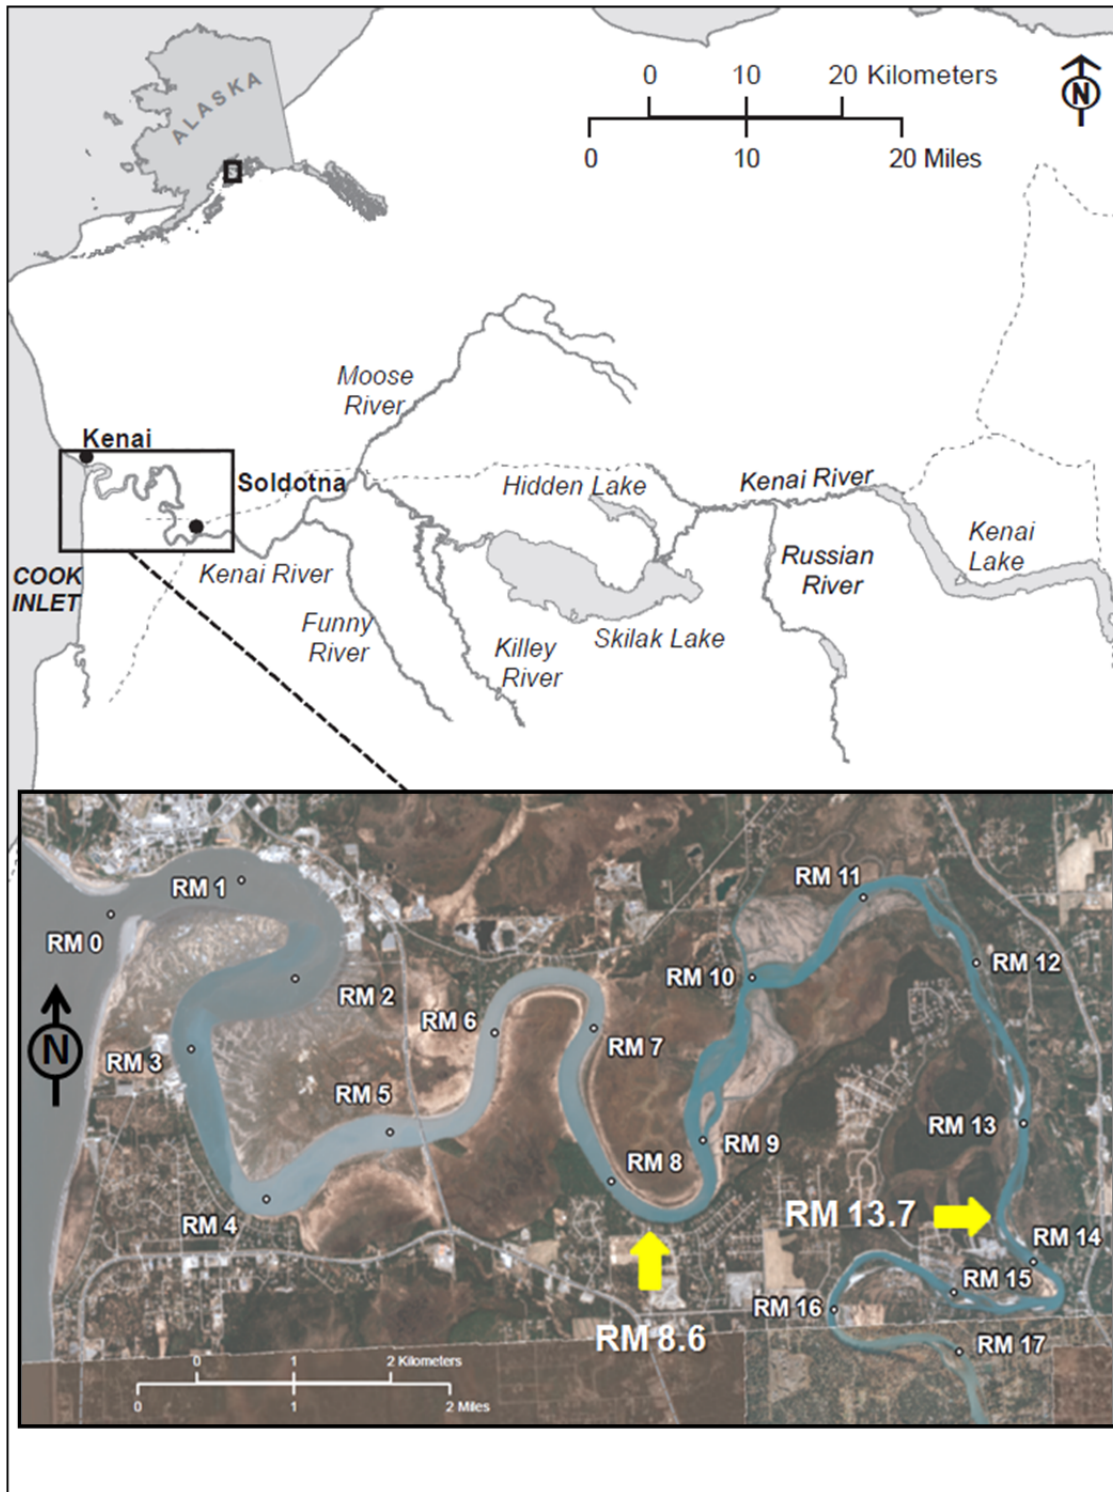 ALASKA
0 10 20 Kilometers
0 10 20 Miles
N
Moose
River
Kenai
Soldotna
Hidden Lake
Kenai River
Kenai
Lake
COOK
INLET
Kenai River
Russian
River
Funny
River
Killey
River
Skilak Lake
RM 0
RM 1
RM 2
RM 3
RM 4
RM 5
RM 6
RM 7
RM 8
RM 8.6
RM 9
RM 10
RM 11
RM 12
RM 13
RM 13.7
RM 14
RM 15
RM 16
RM 17
N
0 1 2 Kilometers
0 1 2 Miles